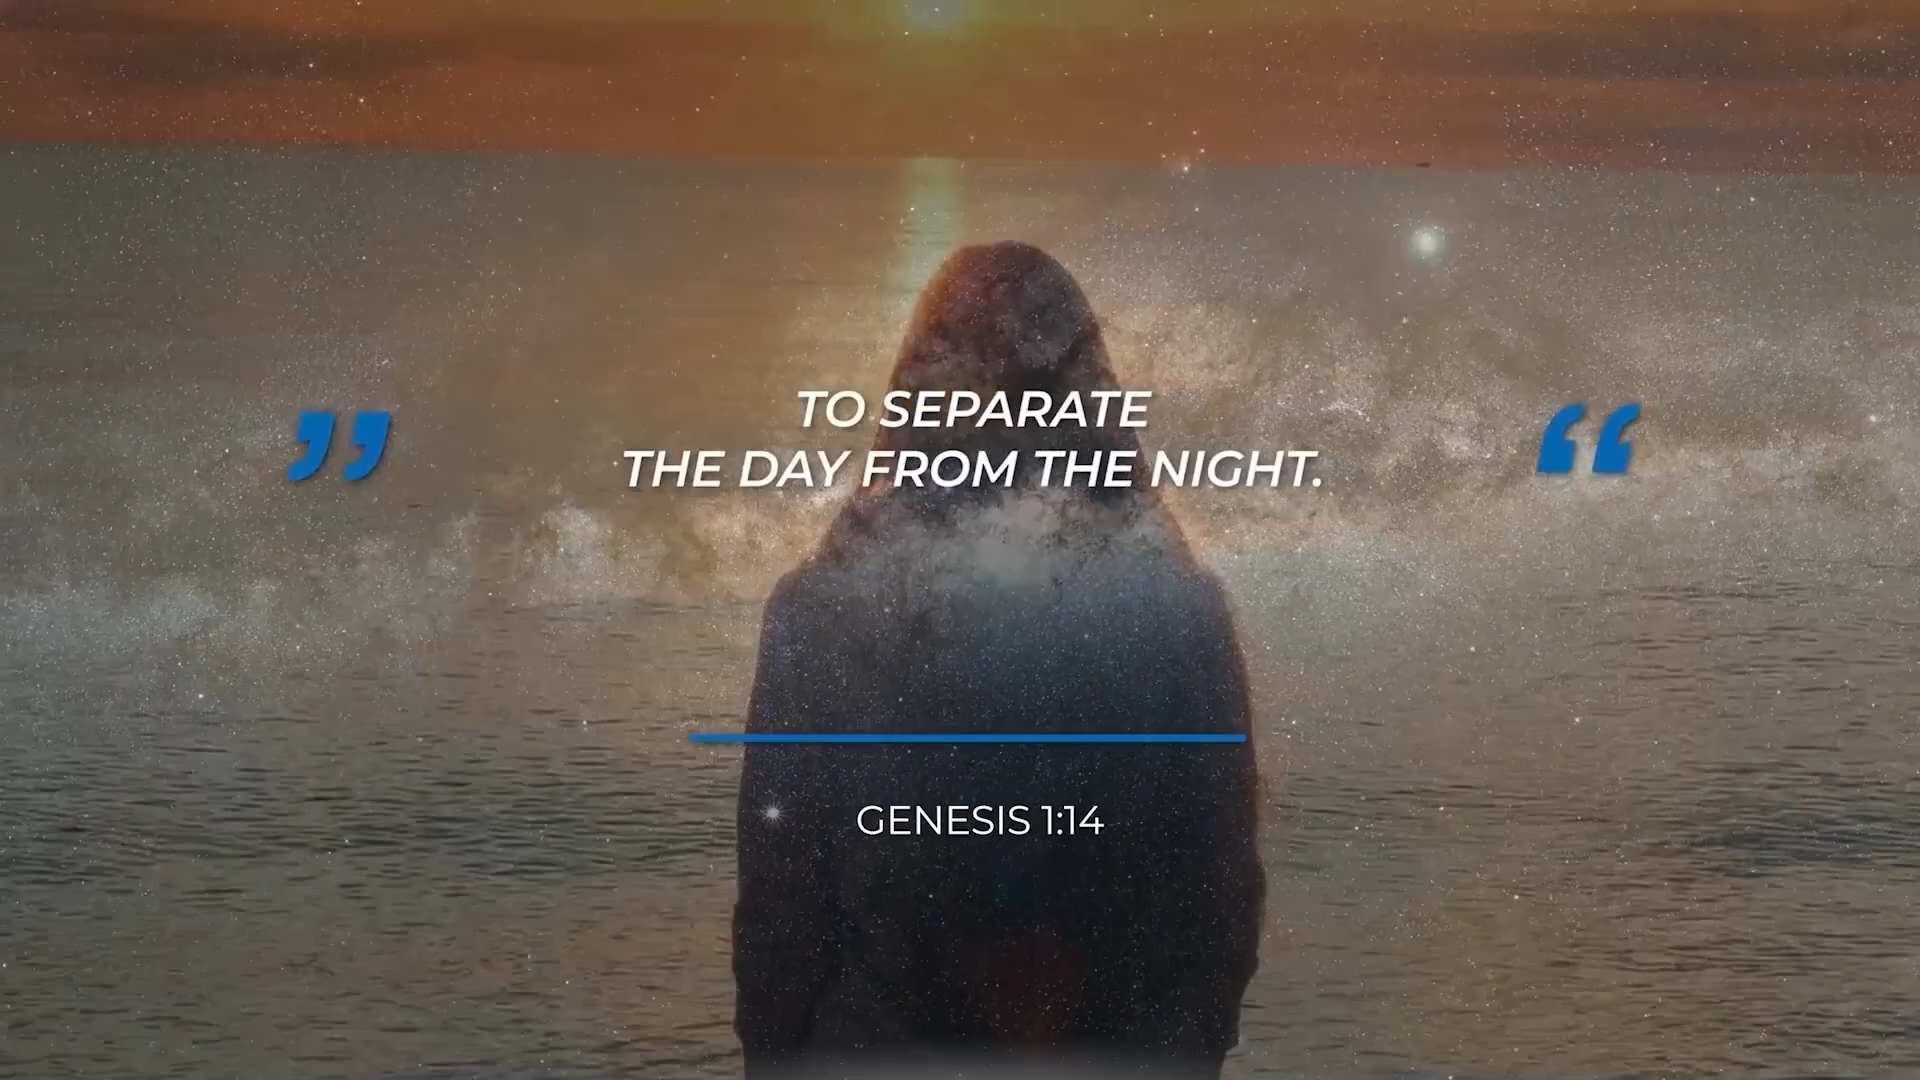 ”
TO SEPARATE
THE DAY FROM THE NIGHT.
“
GENESIS 1:14